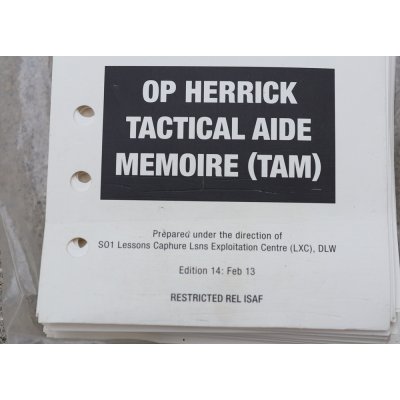 OP HERRICK
TACTICAL AIDE
MEMOIRE (TAM)
Prepared under the direction of
SO1 Lessons Caphure Lsns Exploitation Centre (LXC), DLW
Edition 14: Feb 13
RESTRICTED REL ISAF